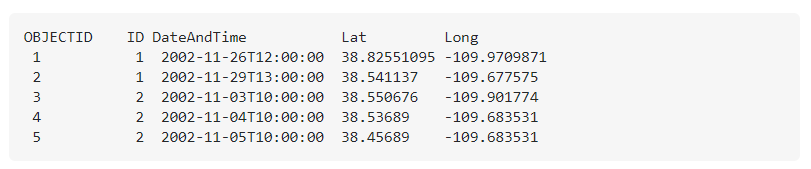 OBJECTID    ID DateAndTime         Lat         Long
 1           1  2002-11-26T12:00:00  38.82551095 -109.9709871
 2           1  2002-11-29T13:00:00  38.541137   -109.677575
 3           2  2002-11-03T10:00:00  38.550676   -109.901774
 4           2  2002-11-04T10:00:00  38.53689    -109.683531
 5           2  2002-11-05T10:00:00  38.45689    -109.683531